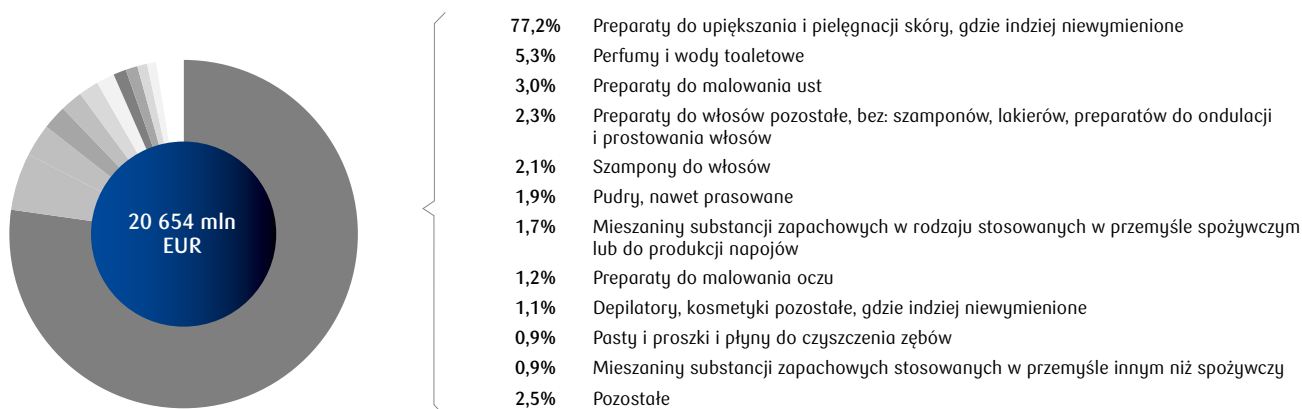 20 654 mln
EUR
77,2% Preparaty do upiększania i pielęgnacji skóry, gdzie indziej niewymienione
5,3% Perfumy i wody toaletowe
3,0% Preparaty do malowania ust
2,3% Preparaty do włosów pozostałe, bez: szamponów, lakierów, preparatów do ondulacji
i prostowania włosów
2,1% Szampony do włosów
1,9% Pudry, nawet prasowane
1,7% Mieszaniny substancji zapachowych w rodzaju stosowanych w przemyśle spożywczym
lub do produkcji napojów
1,2% Preparaty do malowania oczu
1,1% Depilatory, kosmetyki pozostałe, gdzie indziej niewymienione
0,9% Pasty i proszki i płyny do czyszczenia zębów
0,9% Mieszaniny substancji zapachowych stosowanych w przemyśle innym niż spożywczy
2,5% Pozostałe